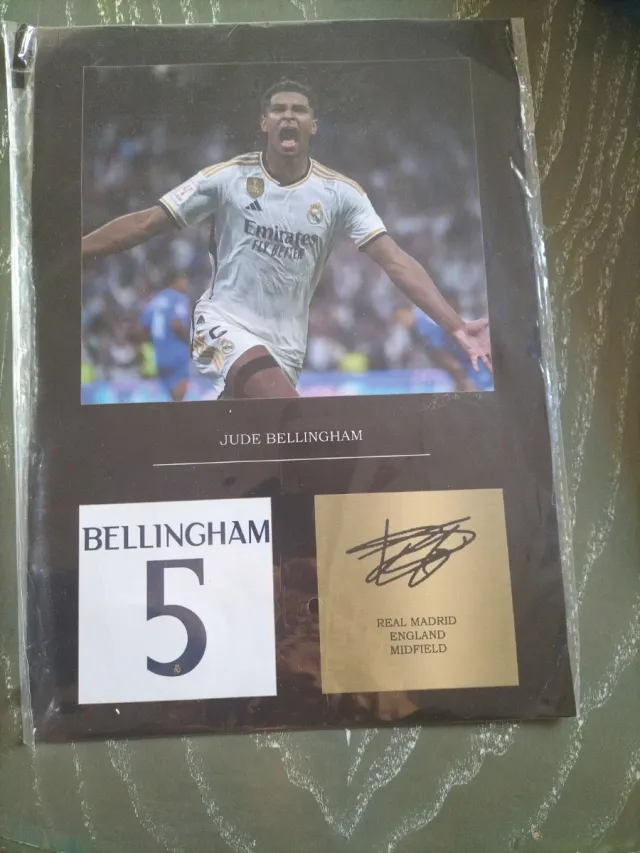 Emirates
FLY BETTER
JUDE BELLINGHAM
BELLINGHAM
5
REAL MADRID
ENGLAND
MIDFIELD